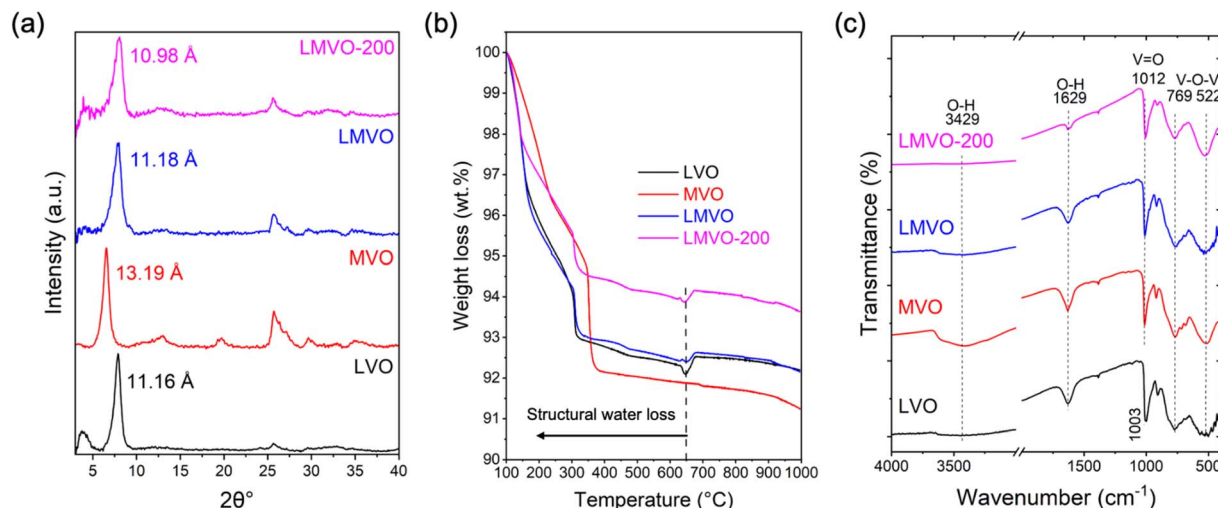 (a)
LMVO-200
10.98 Å
LMVO
11.18 Å
MVO
13.19 Å
LVO
11.16 Å
Intensity (a.u.)
5 10 15 20 25 30 35 40
2θ°
(b)
100
99
98
97
96
95
94
93
92
91
90
Weight loss (wt.%)
LVO
MVO
LMVO
LMVO-200
Structural water loss
100 200 300 400 500 600 700 800 900 1000
Temperature (°C)
(c)
V=O
1012
V-O-V
769 522
O-H
1629
O-H
3429
LMVO-200
LMVO
MVO
LVO
1003
Transmittance (%)
4000 3500 1500 1000 500
Wavenumber (cm⁻¹)